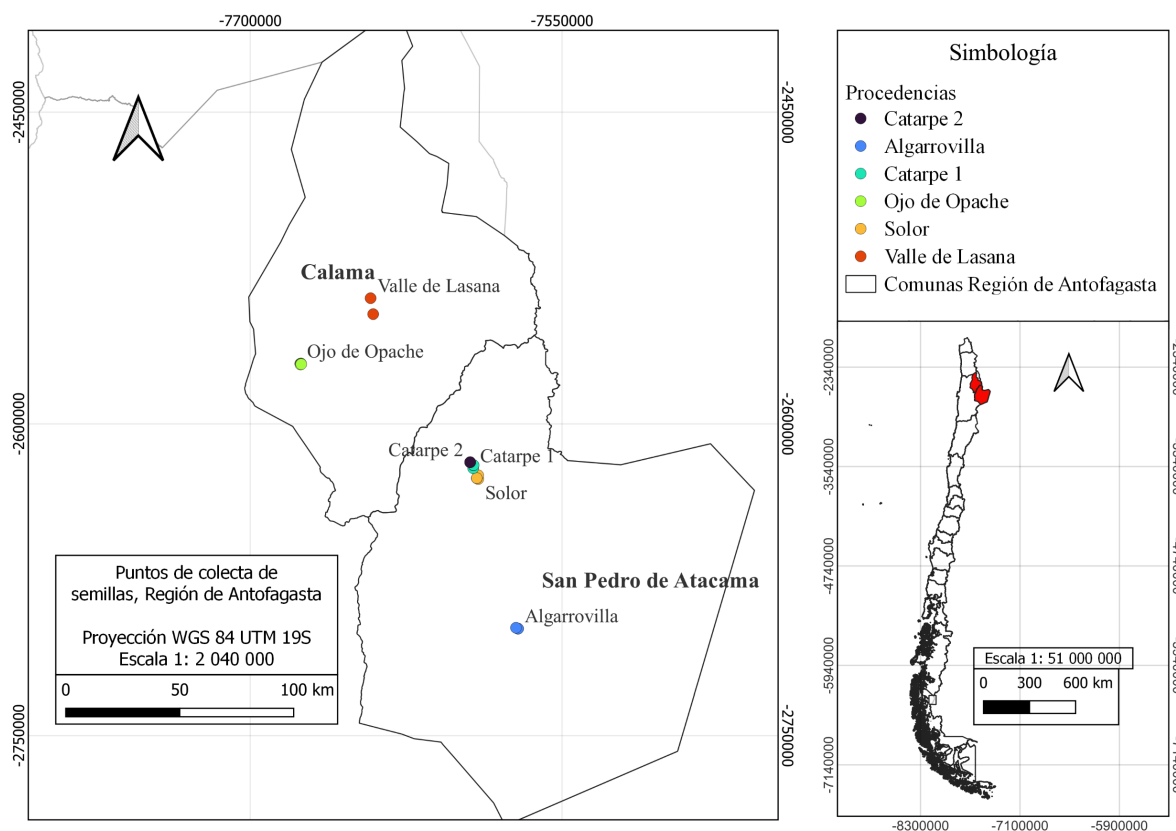 -7700000
-7550000
-2450000
-2450000
Calama
Valle de Lasana
Ojo de Opache
-2600000
-2600000
Catarpe 2
Catarpe 1
Solor
San Pedro de Atacama
Algarrovilla
Puntos de colecta de
semillas, Región de Antofagasta
Proyección WGS 84 UTM 19S
Escala 1: 2 040 000
0 50 100 km
-2750000
-2750000
Simbología
Procedencias
Catarpe 2
Algarrovilla
Catarpe 1
Ojo de Opache
Solor
Valle de Lasana
Comunas Región de Antofagasta
-2340000
-3540000
-4740000
-5940000
-7140000
Escala 1: 51 000 000
0 300 600 km
-8300000
-7100000
-5900000